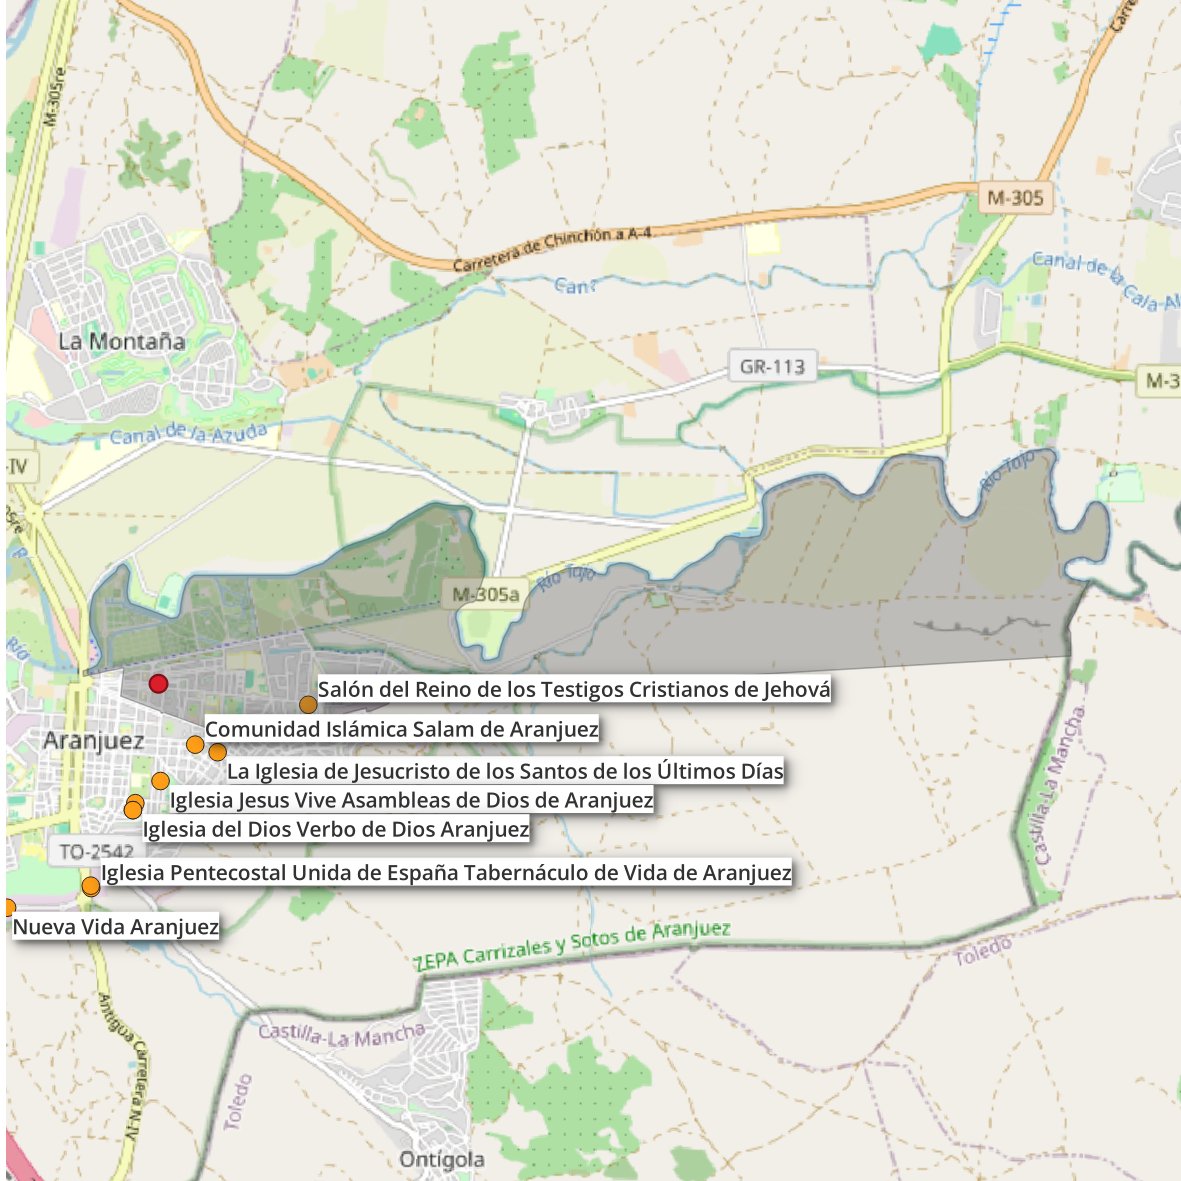 M-305re
Carre
M-305
Carretera de Chinchón a A-4
Canal de la Cala Al
La Montaña
GR-113
M-3
Canal de la Azuda
-IV
Río Tajo
Río Tajo
M-305a
Río
Salón del Reino de los Testigos Cristianos de Jehová
Comunidad Islámica Salam de Aranjuez
Aranjuez
La Iglesia de Jesucristo de los Santos de los Últimos Días
Iglesia Jesus Vive Asambleas de Dios de Aranjuez
Iglesia del Dios Verbo de Dios Aranjuez
TO-2542
Iglesia Pentecostal Unida de España Tabernáculo de Vida de Aranjuez
Nueva Vida Aranjuez
Castilla-La Mancha
ZEPA Carrizales y Sotos de Aranjuez
Toledo
Castilla-La Mancha
Antigua Carretera N-IV
Toledo
Ontígola